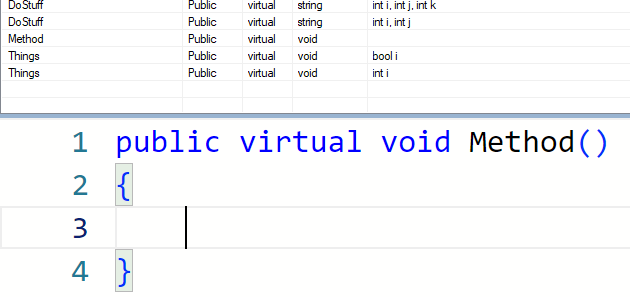 DoStuff Public virtual string int i, int j, int k
DoStuff Public virtual string int i, int j
Method Public virtual void
Things Public virtual void bool i
Things Public virtual void int i
1 public virtual void Method()
2 {
3
4 }